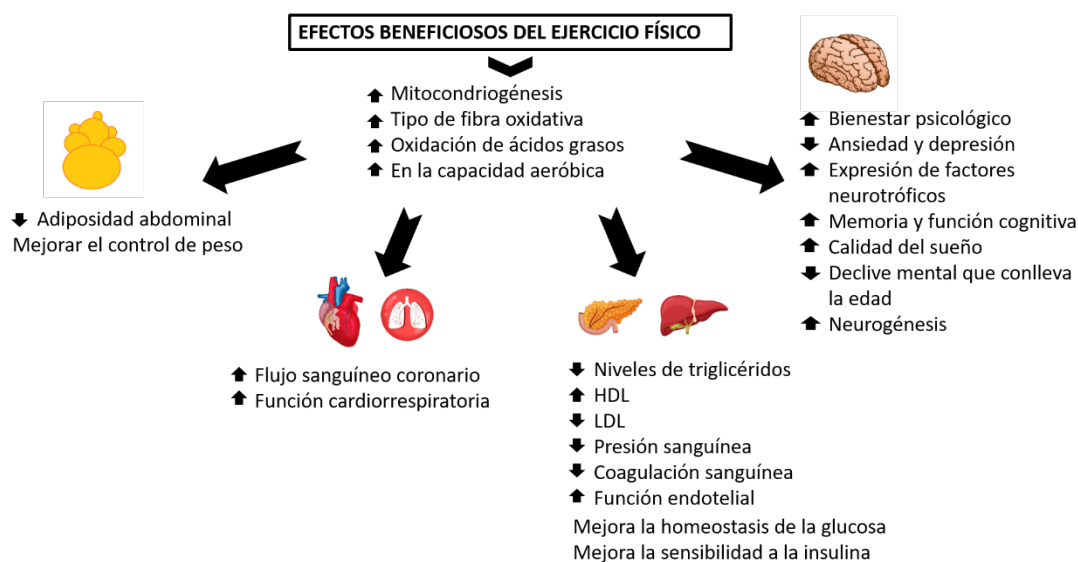 EFECTOS BENEFICIOSOS DEL EJERCICIO FÍSICO
Mitocondriogénesis
Tipo de fibra oxidativa
Oxidación de ácidos grasos
En la capacidad aeróbica
Adiposidad abdominal
Mejorar el control de peso
Flujo sanguíneo coronario
Función cardiorrespiratoria
Niveles de triglicéridos
HDL
LDL
Presión sanguínea
Coagulación sanguínea
Función endotelial
Mejora la homeostasis de la glucosa
Mejora la sensibilidad a la insulina
Bienestar psicológico
Ansiedad y depresión
Expresión de factores
neurotróficos
Memoria y función cognitiva
Calidad del sueño
Declive mental que conlleva
la edad
Neurogénesis